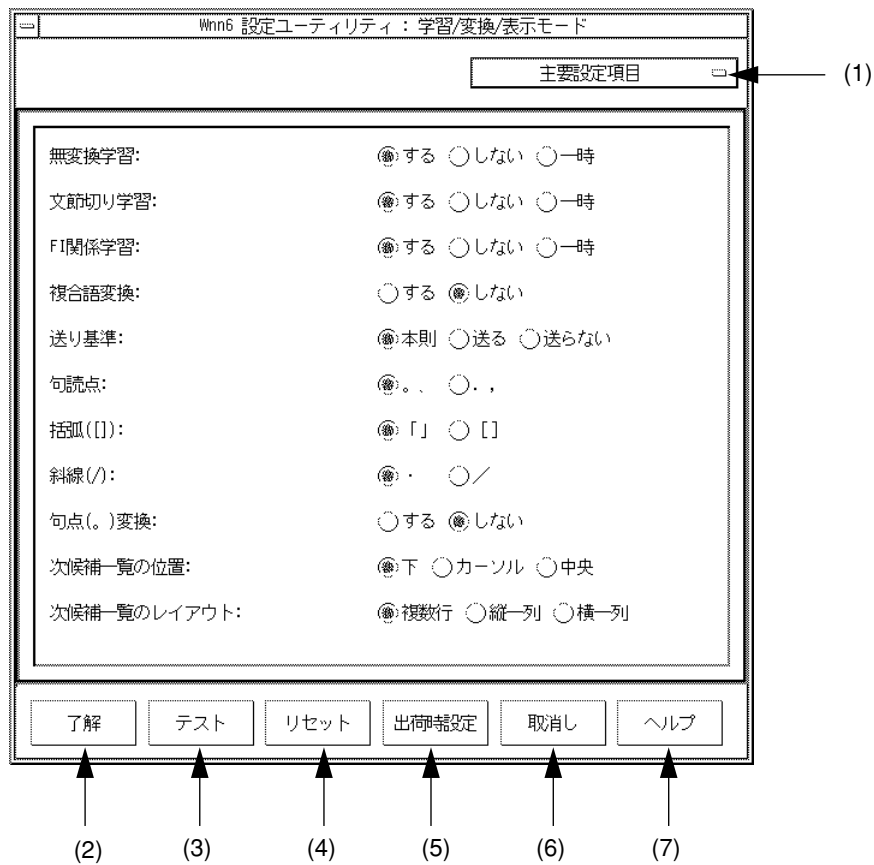 Wnn6 設定ユーティリティ : 学習/変換/表示モード
主要設定項目
(1)
無変換学習: する しない 一時
文節切り学習: する しない 一時
FI関係学習: する しない 一時
複合語変換: する しない
送り基準: 本則 送る 送らない
句読点: 。、 ．，
括弧([]): 「」 []
斜線(/): ・ ／
句点(。)変換: する しない
次候補一覧の位置: 下 カーソル 中央
次候補一覧のレイアウト: 複数行 縦一列 横一列
了解 テスト リセット 出荷時設定 取消し ヘルプ
(2) (3) (4) (5) (6) (7)